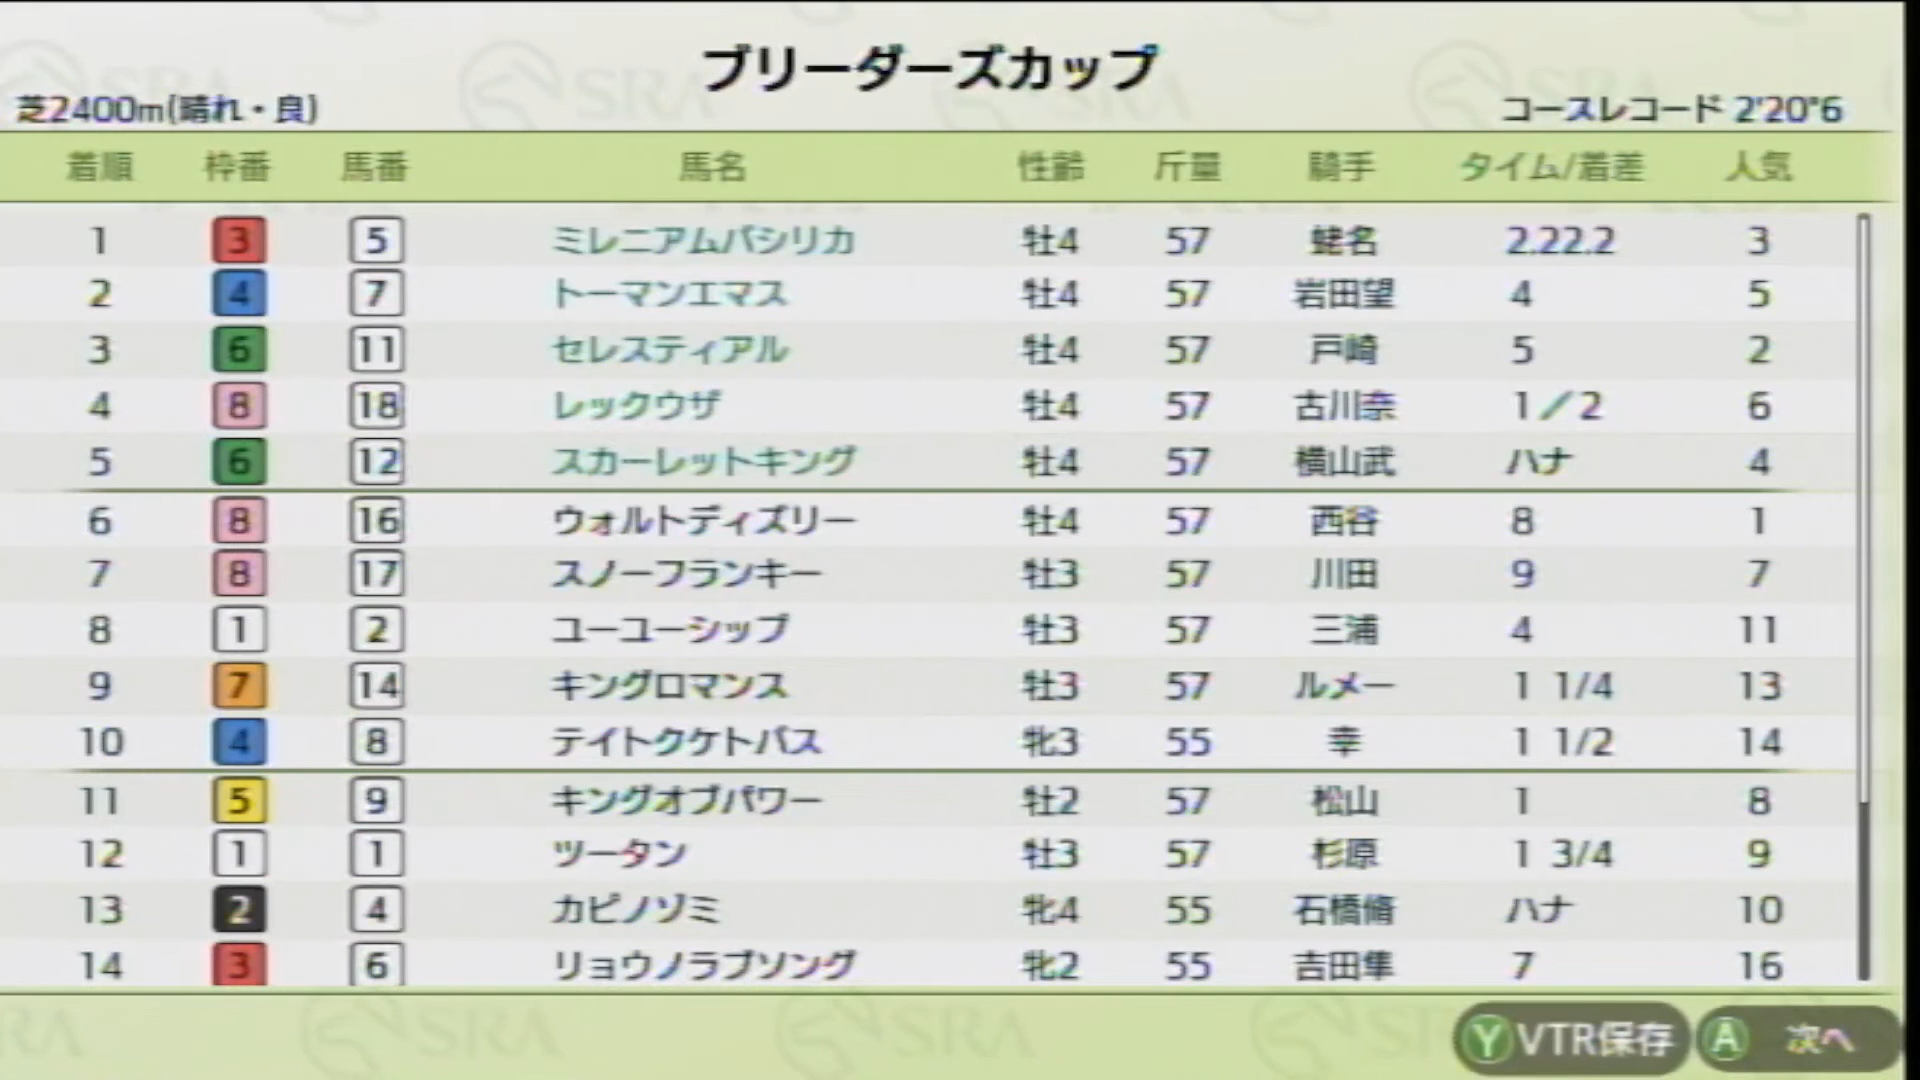 ブリーダーズカップ
芝2400m(晴れ・良)
コースレコード 2'20"6
着順 枠番 馬番 馬名 性齢 斤量 騎手 タイム/着差 人気
1 3 5 ミレニアムバシリカ 牡4 57 蛯名 2.22.2 3
2 4 7 トーマンエマス 牡4 57 岩田望 4 5
3 6 11 セレスティアル 牡4 57 戸崎 5 2
4 8 18 レックウザ 牡4 57 古川奈 1/2 6
5 6 12 スカーレットキング 牡4 57 横山武 ハナ 4
6 8 16 ウォルトディズリー 牡4 57 西谷 8 1
7 8 17 スノーフランキー 牡3 57 川田 9 7
8 1 2 ユーユーシップ 牡3 57 三浦 4 11
9 7 14 キングロマンス 牡3 57 ルメー 1 1/4 13
10 4 8 テイトクケトパス 牝3 55 幸 1 1/2 14
11 5 9 キングオブパワー 牡2 57 松山 1 8
12 1 1 ツータン 牡3 57 杉原 1 3/4 9
13 2 4 カピノゾミ 牝4 55 石橋脩 ハナ 10
14 3 6 リョウノラブソング 牝2 55 吉田隼 7 16
SRA SRA SRA
Y VTR保存 A 次へ